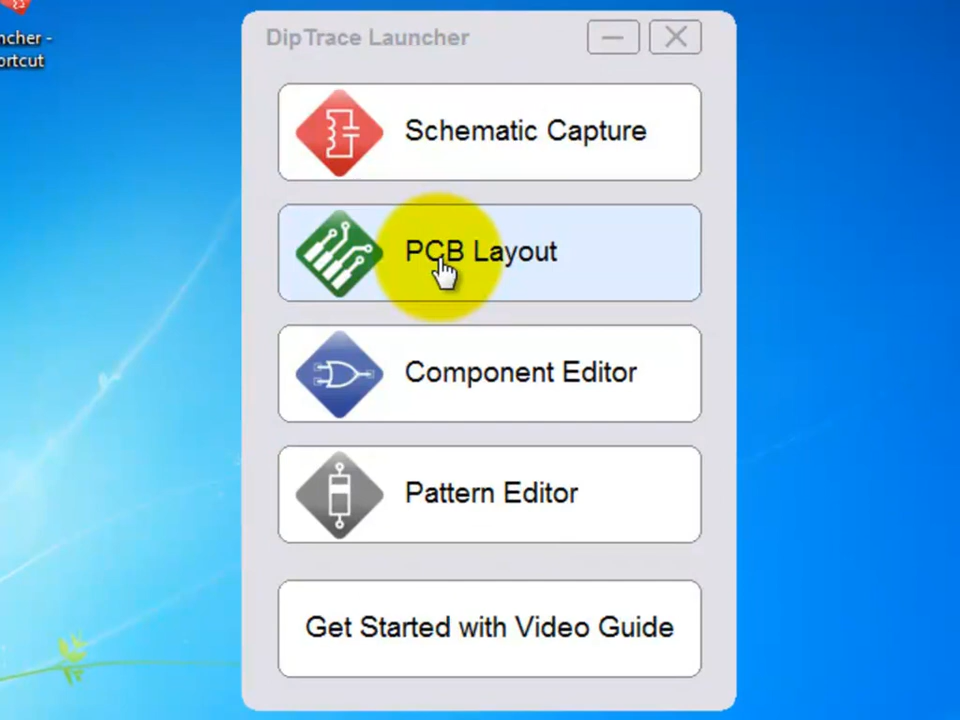 ncher -
ortcut
DipTrace Launcher
Schematic Capture
PCB Layout
Component Editor
Pattern Editor
Get Started with Video Guide